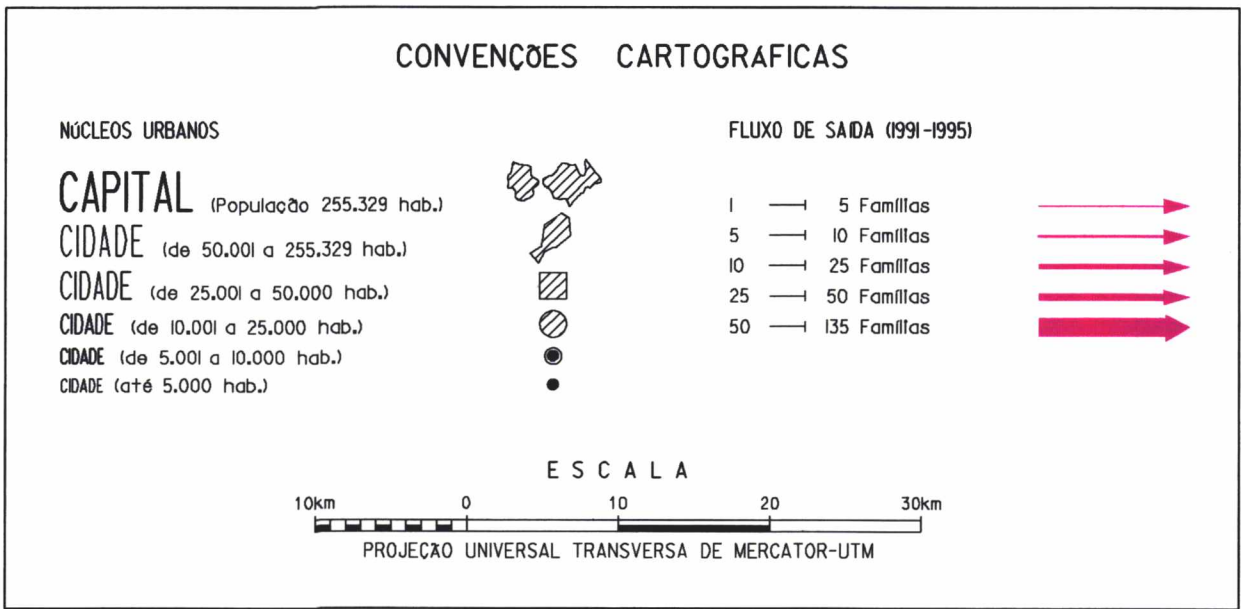 CONVENÇÕES CARTOGRÁFICAS
NÚCLEOS URBANOS
CAPITAL (População 255.329 hab.)
CIDADE (de 50.001 a 255.329 hab.)
CIDADE (de 25.001 a 50.000 hab.)
CIDADE (de 10.001 a 25.000 hab.)
CIDADE (de 5.001 a 10.000 hab.)
CIDADE (até 5.000 hab.)
FLUXO DE SAÍDA (1991-1995)
1 5 Famílias
5 10 Famílias
10 25 Famílias
25 50 Famílias
50 135 Famílias
ESCALA
10km 0 10 20 30km
PROJEÇÃO UNIVERSAL TRANSVERSA DE MERCATOR-UTM